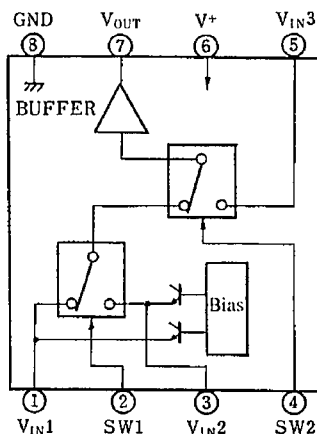 GND VOUT V+ VIN3
8 7 6 5
BUFFER
Bias
1 2 3 4
VIN1 SW1 VIN2 SW2